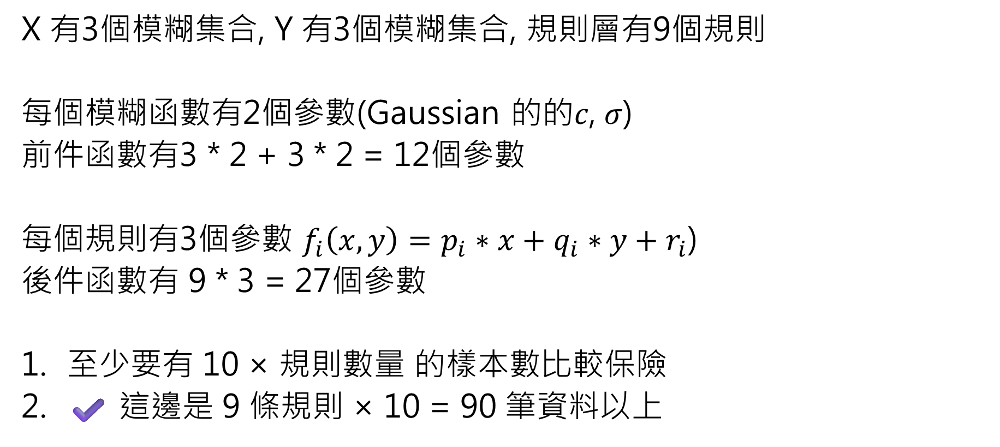 X 有3個模糊集合, Y 有3個模糊集合, 規則層有9個規則
每個模糊函數有2個參數(Gaussian 的的c, σ)
前件函數有3 * 2 + 3 * 2 = 12個參數
每個規則有3個參數 fᵢ(x, y) = pᵢ * x + qᵢ * y + rᵢ)
後件函數有 9 * 3 = 27個參數
1. 至少要有 10 × 規則數量 的樣本數比較保險
2. ✔ 這邊是 9 條規則 × 10 = 90 筆資料以上